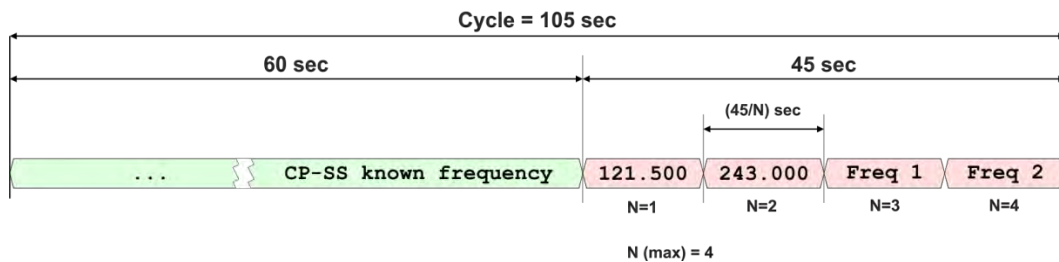 Cycle = 105 sec
60 sec
45 sec
(45/N) sec
...
CP-SS known frequency
121.500
243.000
Freq 1
Freq 2
N=1
N=2
N=3
N=4
N (max) = 4